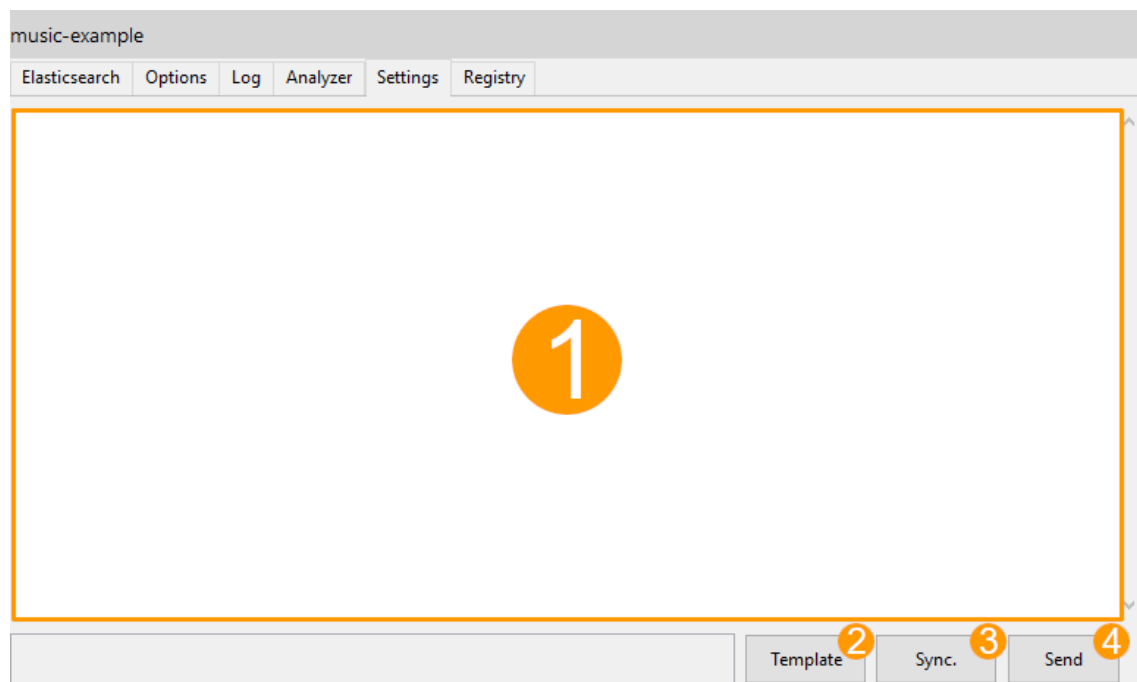 music-example
Elasticsearch Options Log Analyzer Settings Registry
1
Template 2 Sync. 3 Send 4